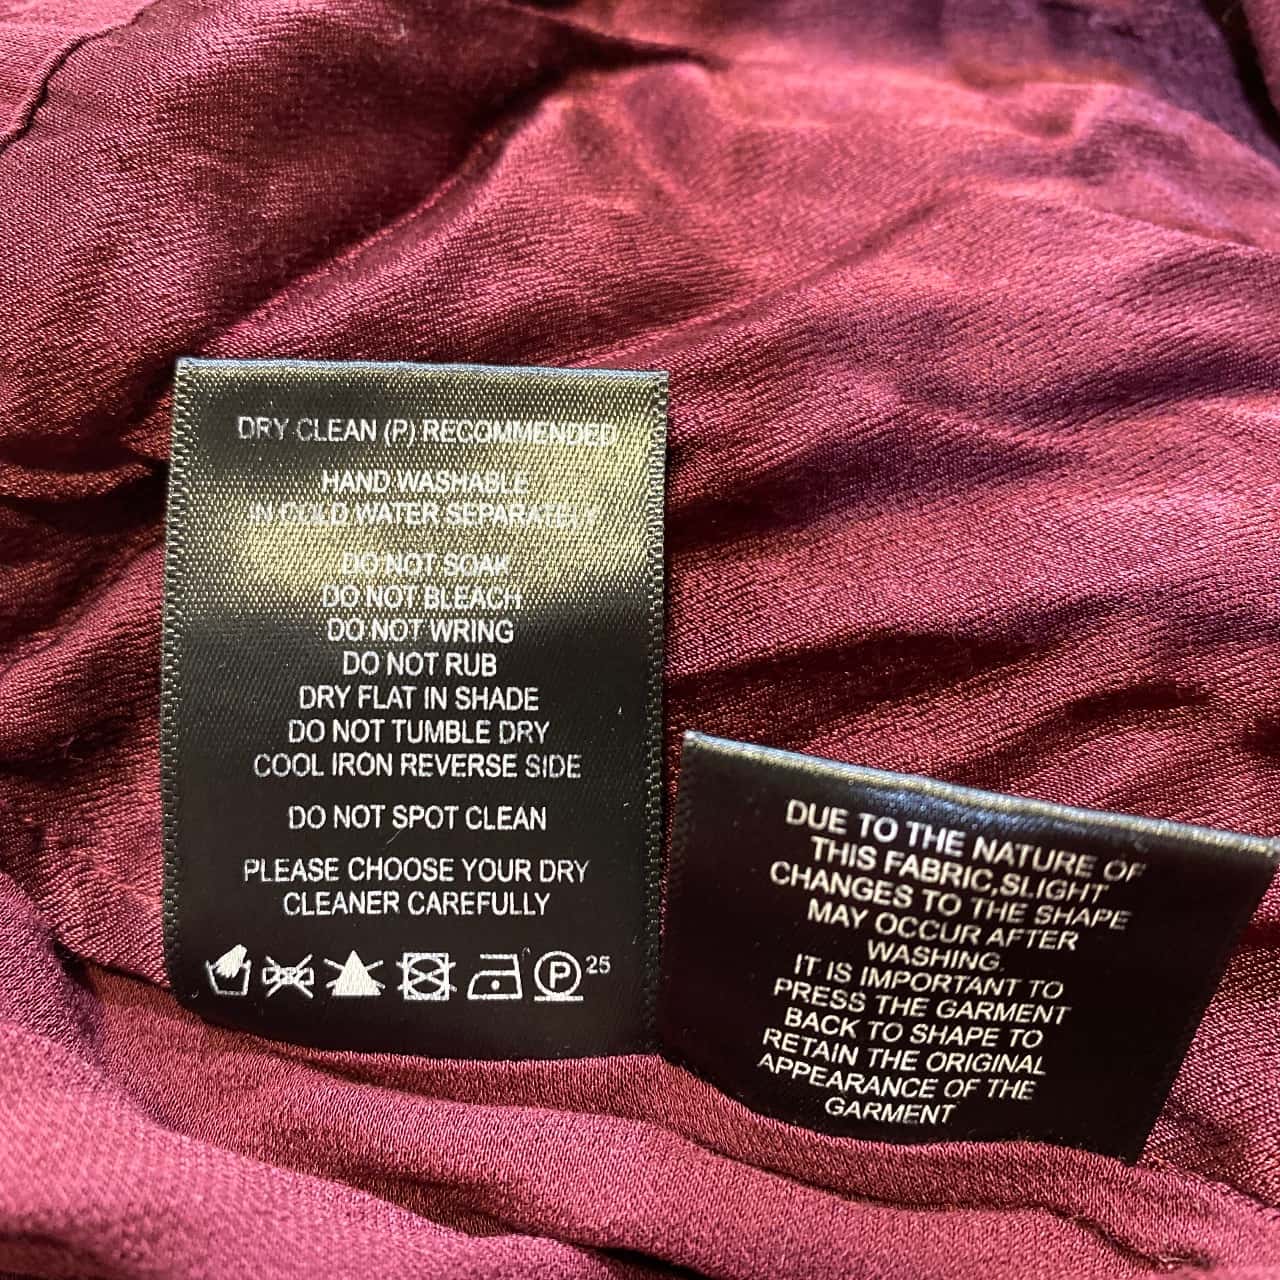 DRY CLEAN (P) RECOMMENDED
HAND WASHABLE
IN COLD WATER SEPARATELY
DO NOT SOAK
DO NOT BLEACH
DO NOT WRING
DO NOT RUB
DRY FLAT IN SHADE
DO NOT TUMBLE DRY
COOL IRON REVERSE SIDE
DO NOT SPOT CLEAN
PLEASE CHOOSE YOUR DRY
CLEANER CAREFULLY
P 25
DUE TO THE NATURE OF
THIS FABRIC,SLIGHT
CHANGES TO THE SHAPE
MAY OCCUR AFTER
WASHING.
IT IS IMPORTANT TO
PRESS THE GARMENT
BACK TO SHAPE TO
RETAIN THE ORIGINAL
APPEARANCE OF THE
GARMENT